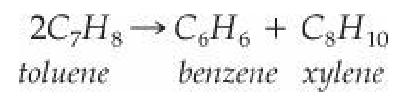 2C₇H₈ → C₆H₆ + C₈H₁₀
toluene benzene xylene